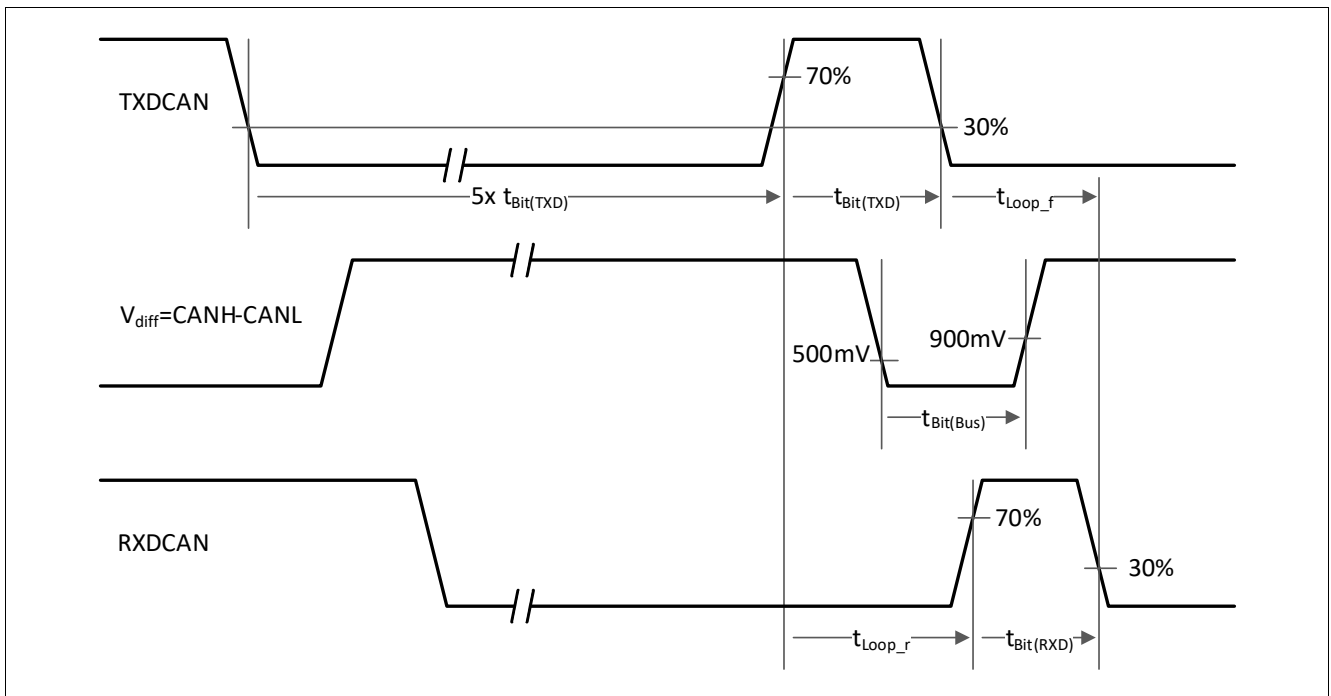 70%
TXDCAN
30%
5x tBit(TXD)
tBit(TXD)
tLoop_f
Vdiff=CANH-CANL
900mV
500mV
tBit(Bus)
70%
RXDCAN
30%
tLoop_r
tBit(RXD)